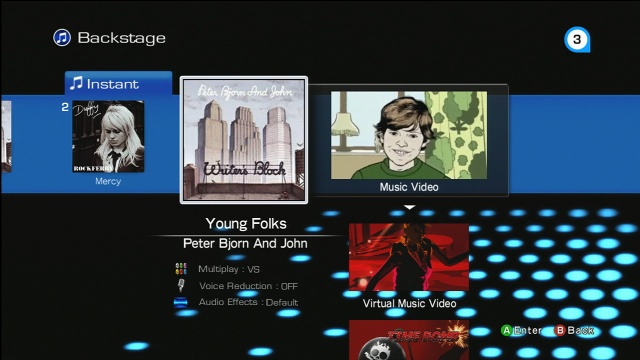 Backstage
3
Instant
2
Duffy
ROCKFERRY
Mercy
Peter Bjorn And John
Writer's Block
Young Folks
Peter Bjorn And John
Multiplay : VS
Voice Reduction : OFF
Audio Effects : Default
Music Video
Virtual Music Video
A Enter B Back